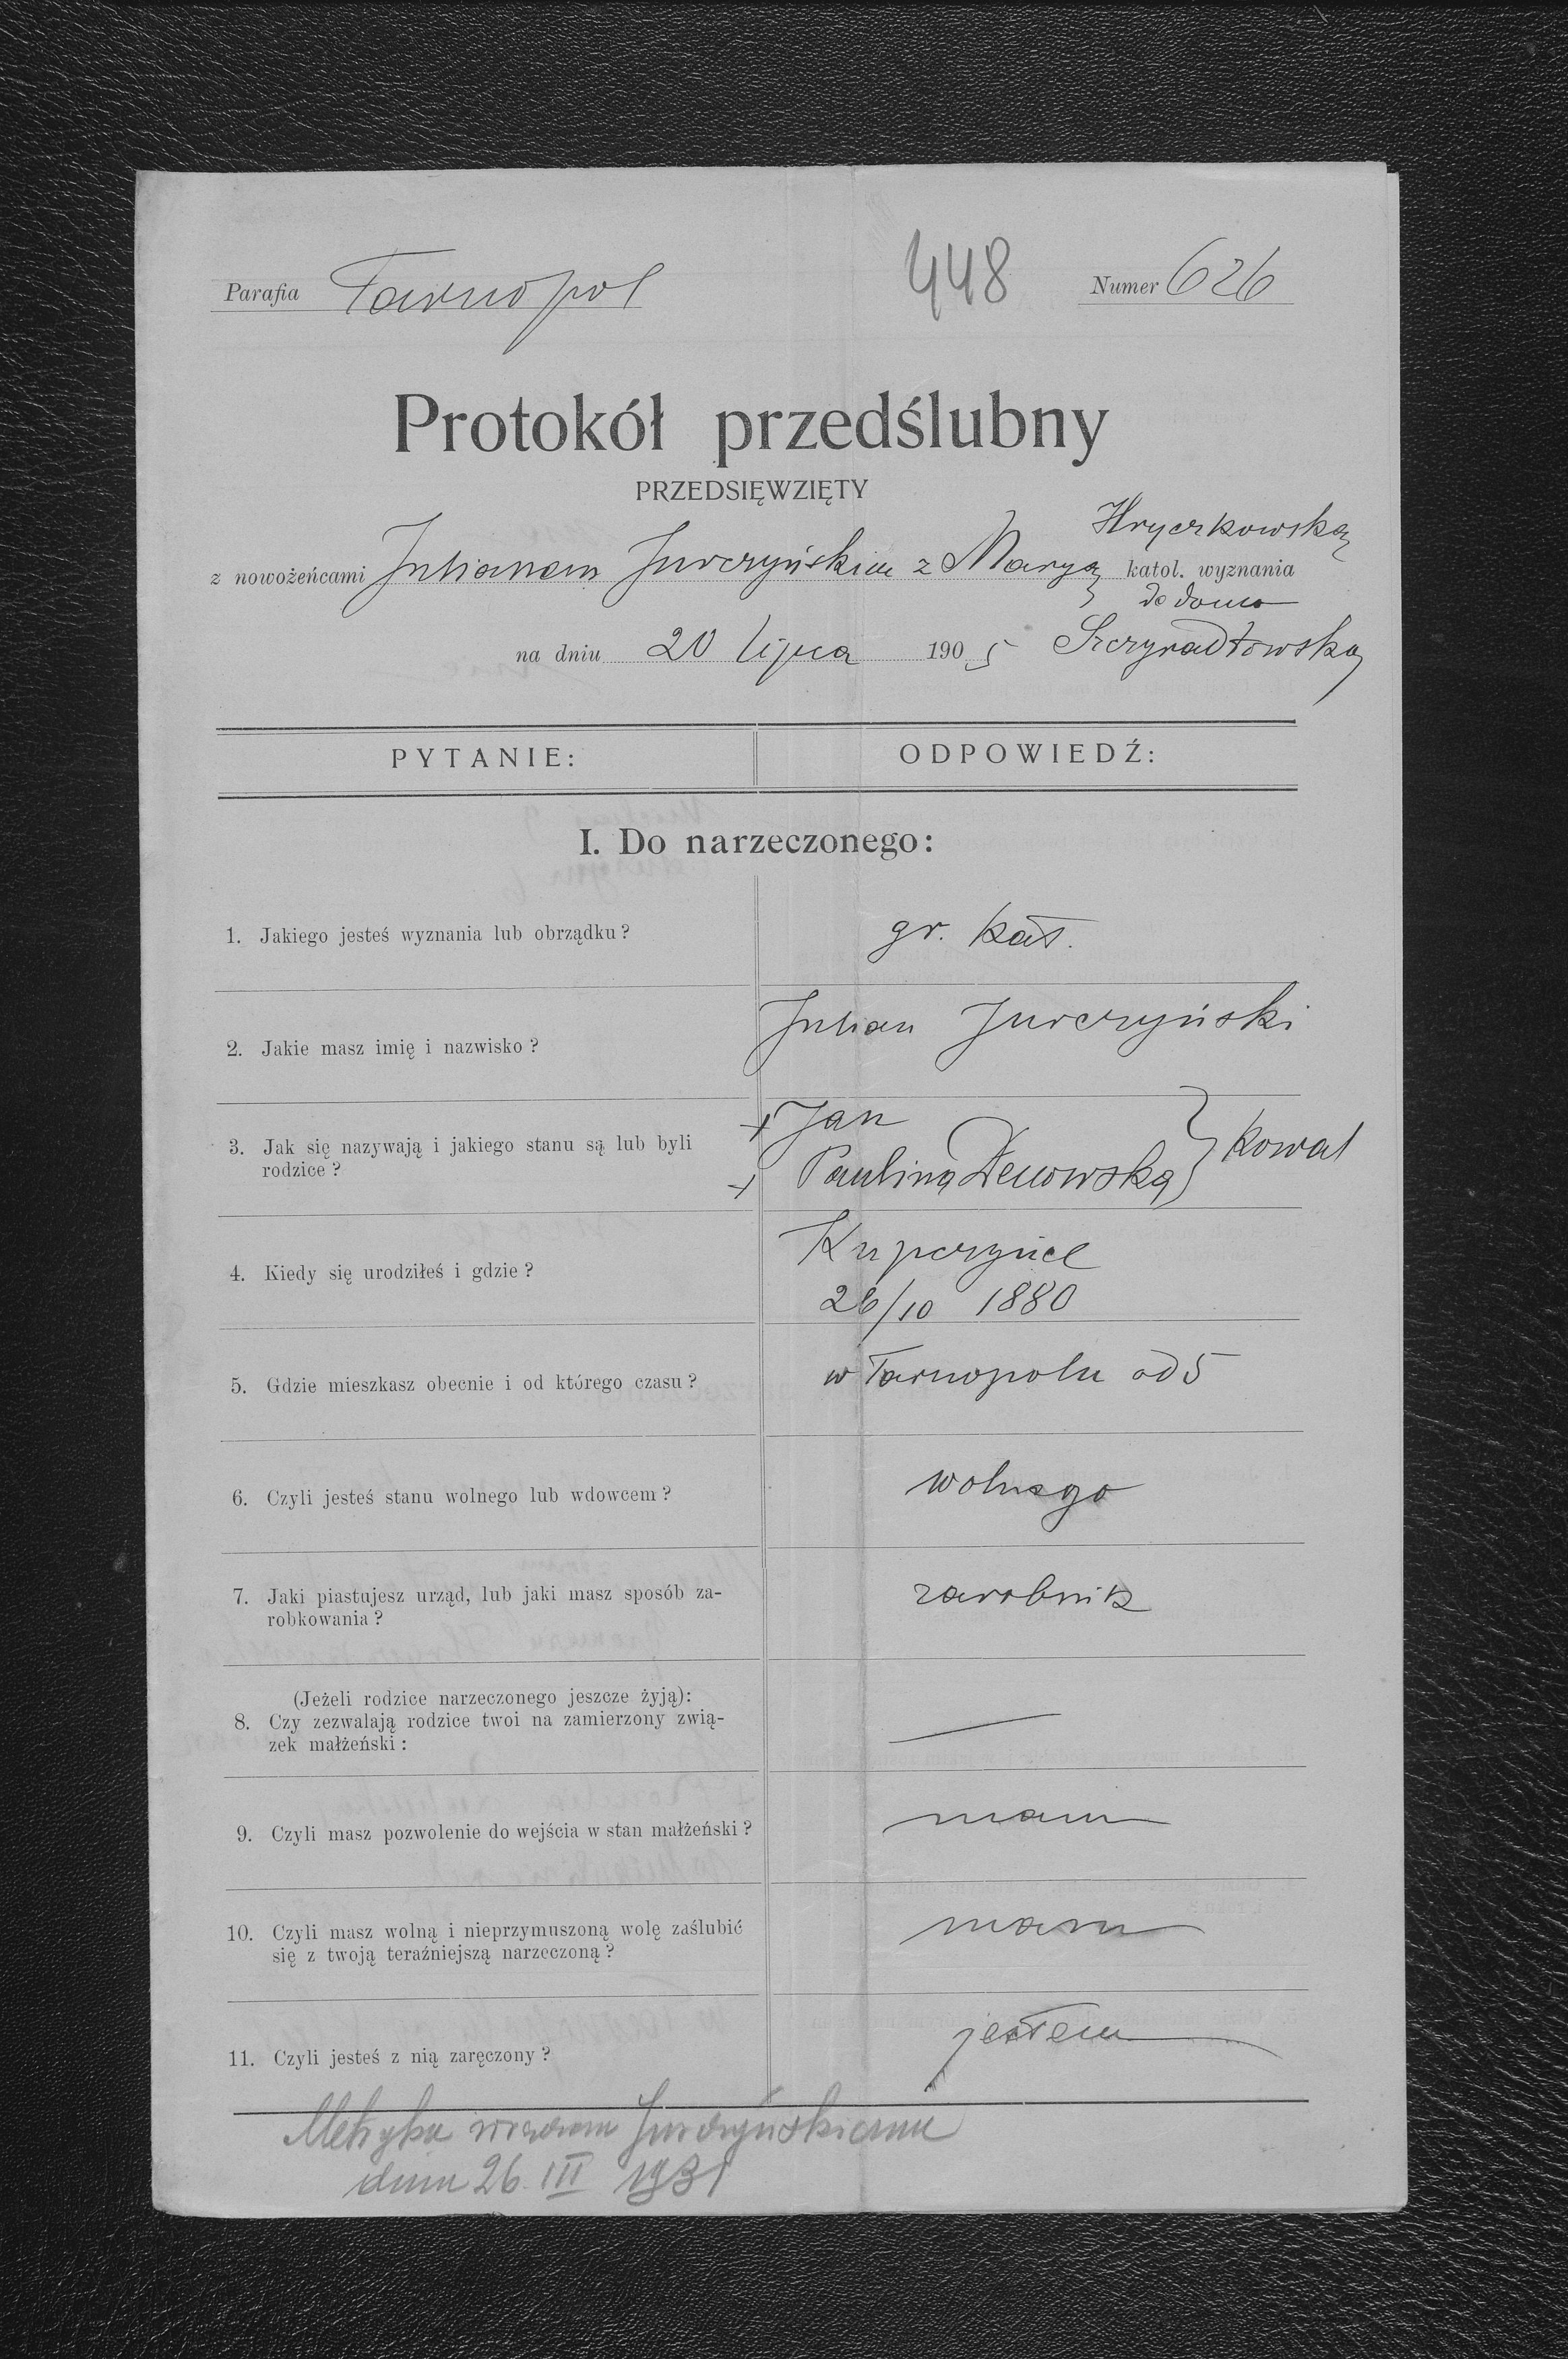 Parafia Tarnopol 448 Numer 626
Protokół przedślubny
PRZEDSIĘWZIĘTY
Hryczkowską
z nowożeńcami Julianem Jurczyńskim z Maryą katol. wyznania
de domo
na dniu 20 lipca 1905 Szczyradłowską
PYTANIE: ODPOWIEDŹ:
I. Do narzeczonego:
1. Jakiego jesteś wyznania lub obrządku? gr. kat.
2. Jakie masz imię i nazwisko? Julian Jurczyński
3. Jak się nazywają i jakiego stanu są lub byli
rodzice?
+ Jan
+ Paulina } kowal
4. Kiedy się urodziłeś i gdzie? Kupczyńce
26/10 1880
5. Gdzie mieszkasz obecnie i od którego czasu? w Tarnopolu od 5
6. Czyli jesteś stanu wolnego lub wdowcem? wolnego
7. Jaki piastujesz urząd, lub jaki masz sposób za-
robkowania? zarobnik
(Jeżeli rodzice narzeczonego jeszcze żyją):
8. Czy zezwalają rodzice twoi na zamierzony zwią-
zek małżeński: —
9. Czyli masz pozwolenie do wejścia w stan małżeński? mam
10. Czyli masz wolną i nieprzymuszoną wolę zaślubić
się z twoją teraźniejszą narzeczoną? mam
11. Czyli jesteś z nią zaręczony? jestem
Metrykę Jurczyńskiemu
dnia 26. III 1931